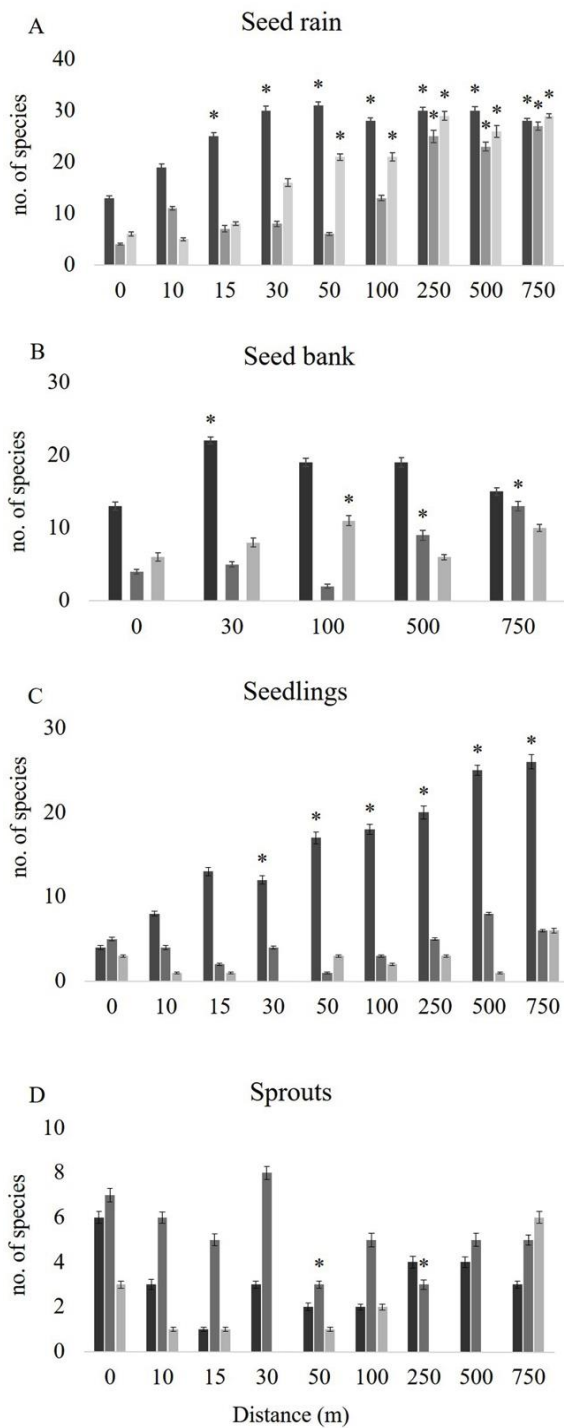 A
Seed rain
no. of species
40
30
20
10
0
* * * * * * * * * * * * * *
0 10 15 30 50 100 250 500 750
B
Seed bank
no. of species
30
20
10
0
* * * *
0 30 100 500 750
C
Seedlings
no. of species
30
20
10
0
* * * * * *
0 10 15 30 50 100 250 500 750
D
Sprouts
no. of species
10
8
6
4
2
0
* *
0 10 15 30 50 100 250 500 750
Distance (m)